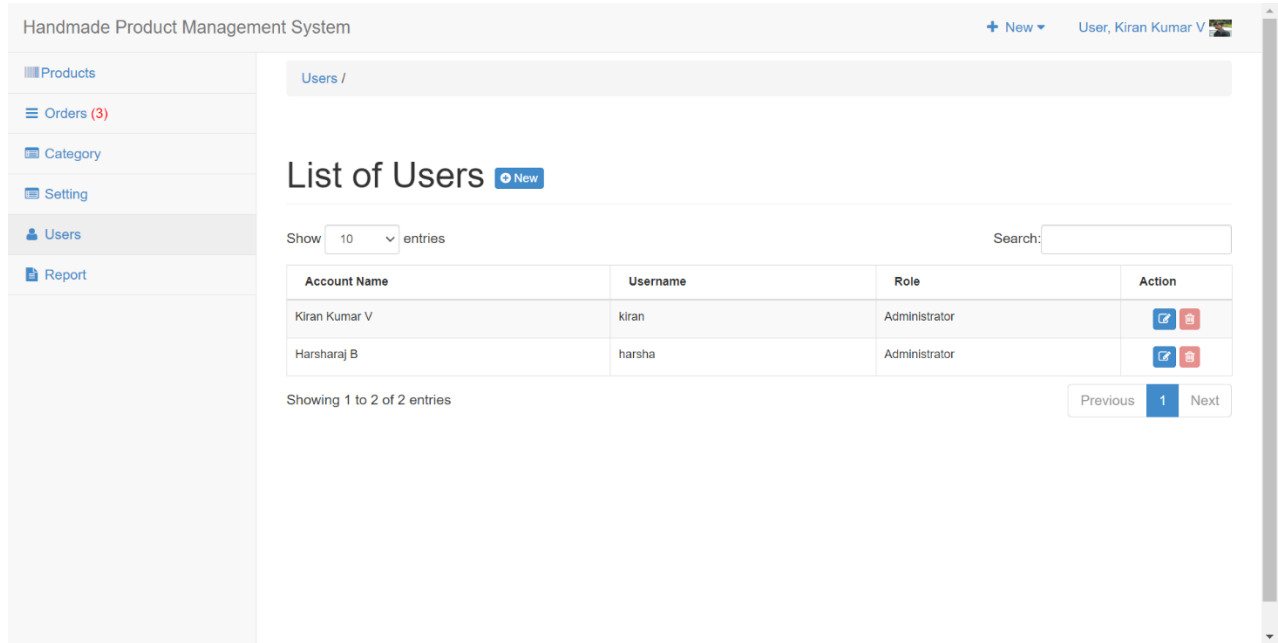 Handmade Product Management System
New
User, Kiran Kumar V
Products
Orders (3)
Category
Setting
Users
Report
Users /
List of Users New
Show 10 entries
Search:
Account Name Username Role Action
Kiran Kumar V kiran Administrator
Harsharaj B harsha Administrator
Showing 1 to 2 of 2 entries
Previous 1 Next